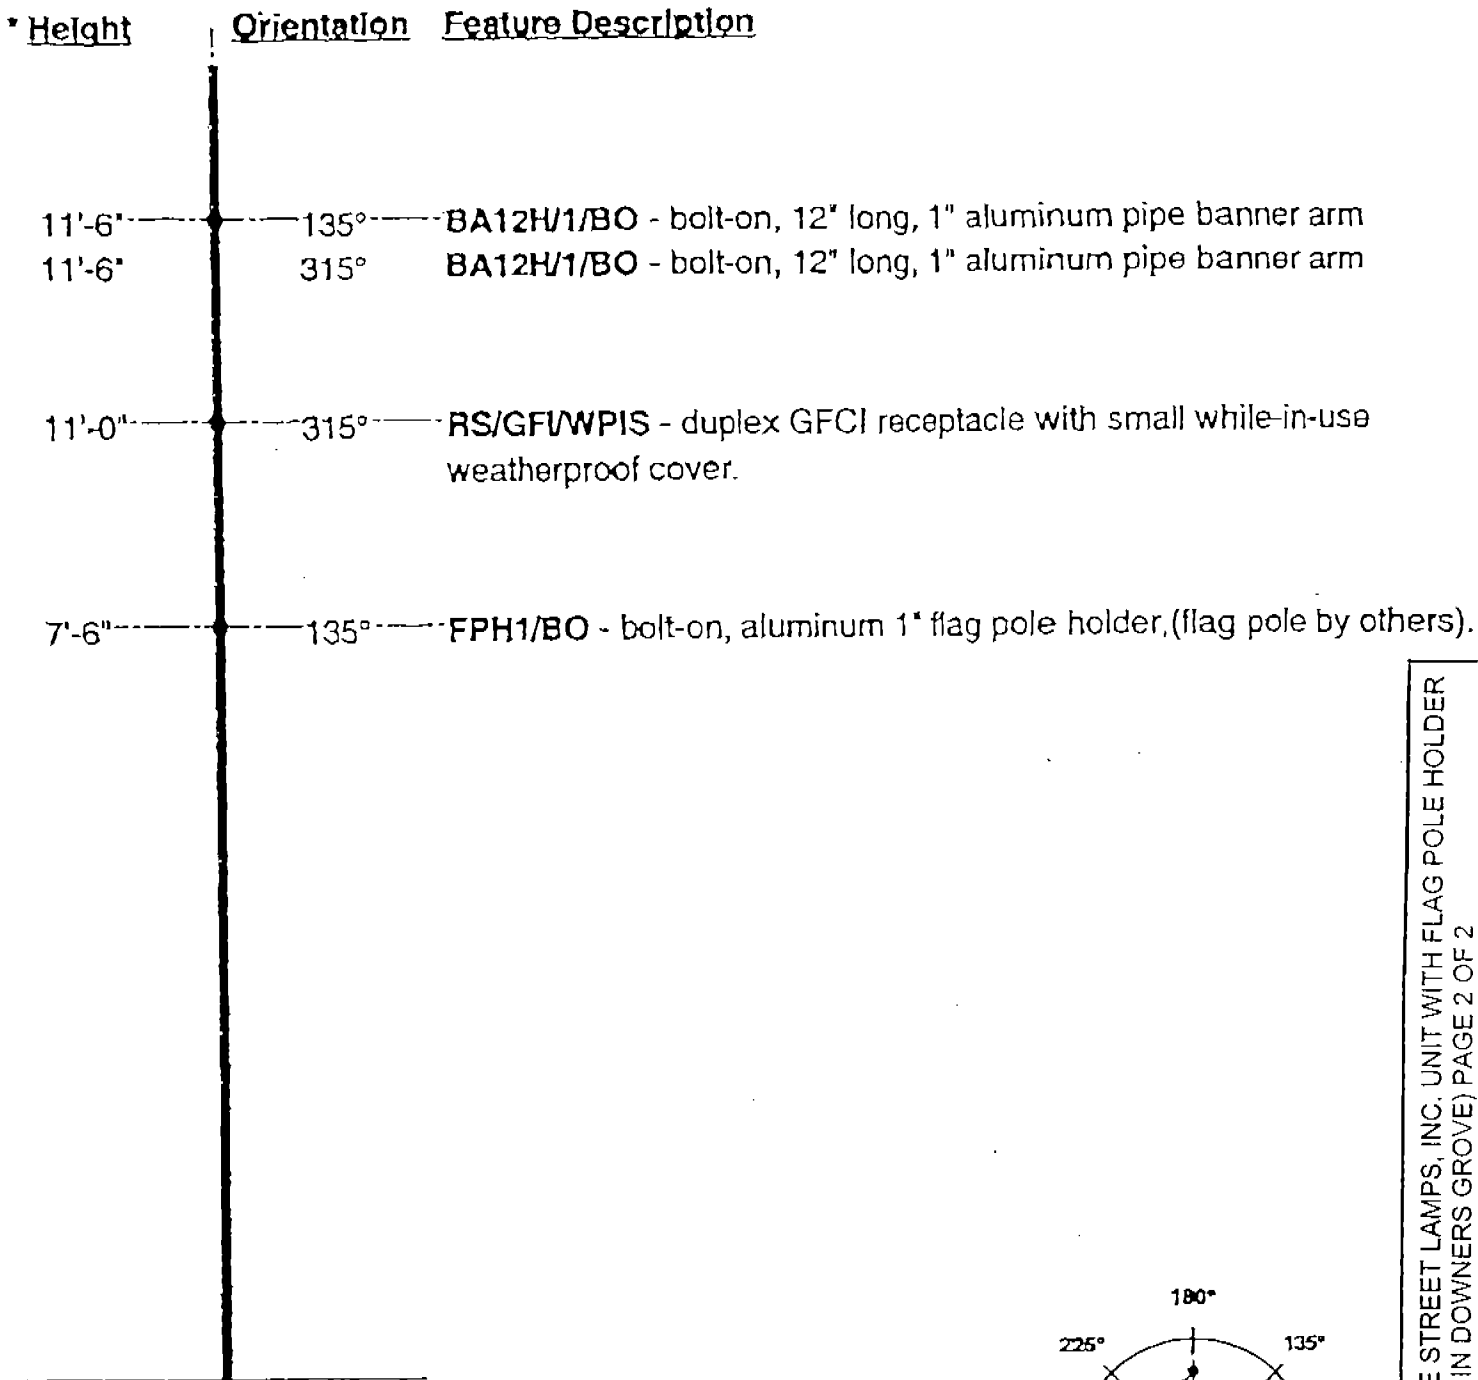 * Height Orientation Feature Description
11'-6" 135° BA12H/1/BO - bolt-on, 12" long, 1" aluminum pipe banner arm
11'-6" 315° BA12H/1/BO - bolt-on, 12" long, 1" aluminum pipe banner arm
11'-0" 315° RS/GFI/WPIS - duplex GFCI receptacle with small while-in-use
weatherproof cover.
7'-6" 135° FPH1/BO - bolt-on, aluminum 1" flag pole holder,(flag pole by others).
STREET LAMPS, INC. UNIT WITH FLAG POLE HOLDER
IN DOWNERS GROVE) PAGE 2 OF 2
180°
225° 135°